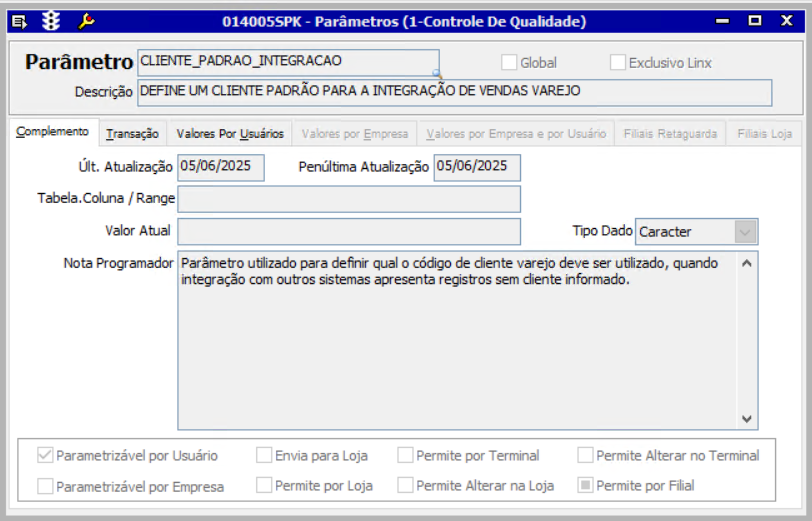 014005SPK - Parâmetros (1-Controle De Qualidade)
Parâmetro CLIENTE_PADRAO_INTEGRACAO Global Exclusivo Linx
Descrição DEFINE UM CLIENTE PADRÃO PARA A INTEGRAÇÃO DE VENDAS VAREJO
Complemento Transação Valores Por Usuários Valores por Empresa Valores por Empresa e por Usuário Filiais Retaguarda Filiais Loja
Últ. Atualização 05/06/2025 Penúltima Atualização 05/06/2025
Tabela.Coluna / Range
Valor Atual Tipo Dado Caracter
Nota Programador Parâmetro utilizado para definir qual o código de cliente varejo deve ser utilizado, quando
integração com outros sistemas apresenta registros sem cliente informado.
Parametrizável por Usuário Envia para Loja Permite por Terminal Permite Alterar no Terminal
Parametrizável por Empresa Permite por Loja Permite Alterar na Loja Permite por Filial